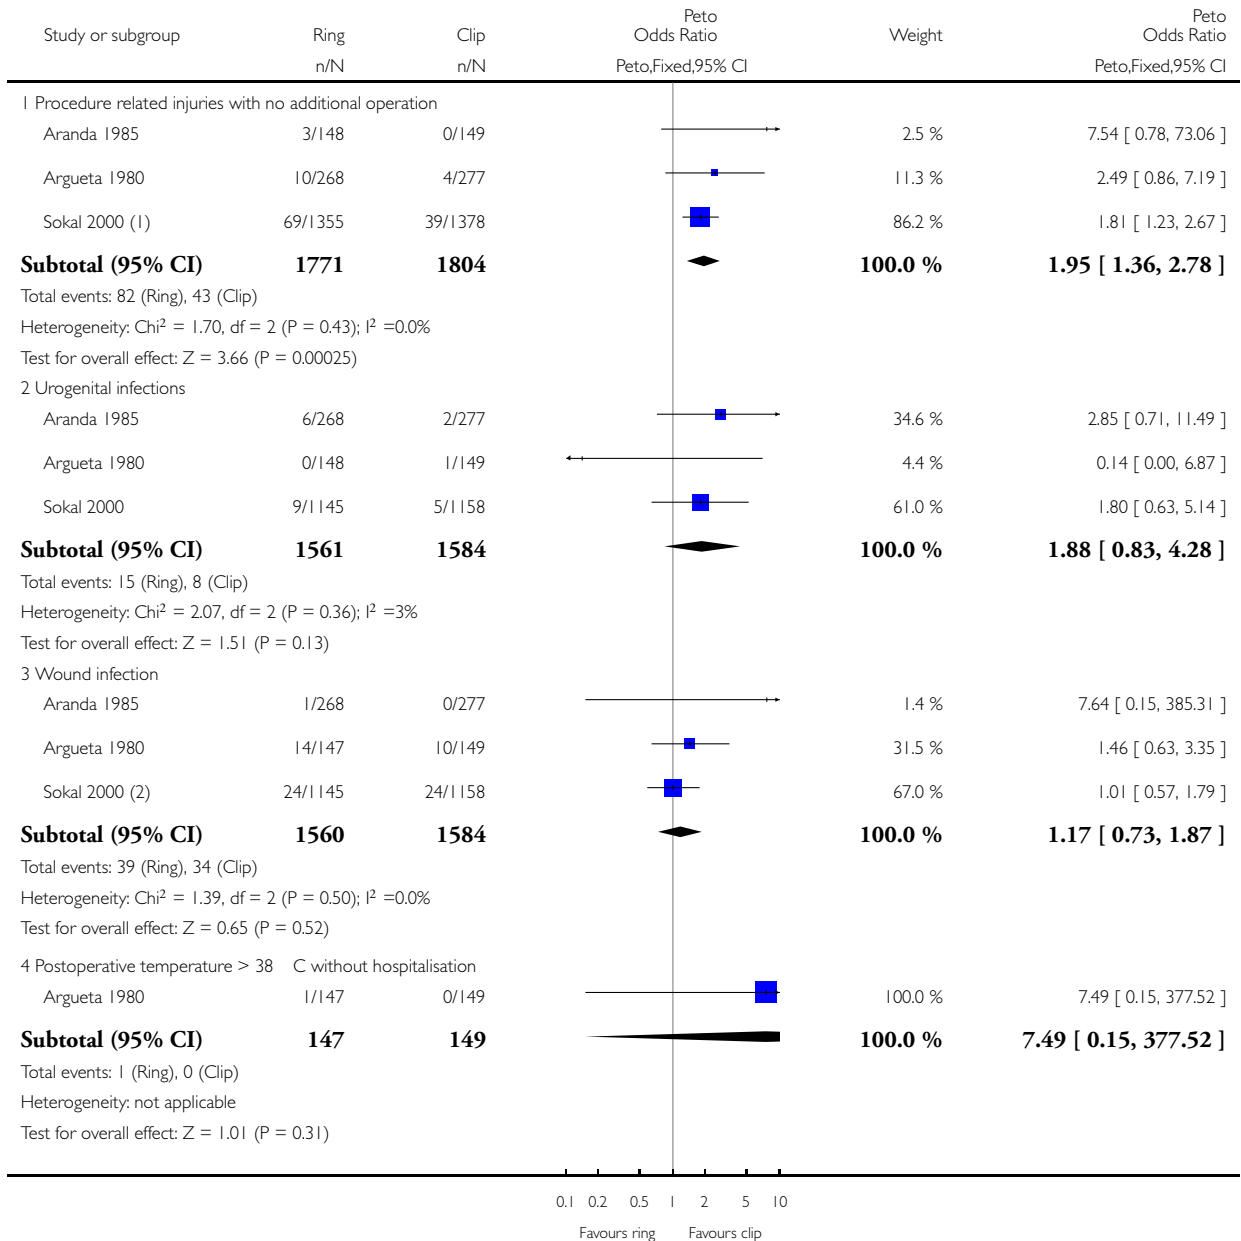 Study or subgroup Ring Clip Peto Odds Ratio Weight Peto Odds Ratio
n/N n/N Peto,Fixed,95% CI Peto,Fixed,95% CI
1 Procedure related injuries with no additional operation
Aranda 1985 3/148 0/149 2.5 % 7.54 [ 0.78, 73.06 ]
Argueta 1980 10/268 4/277 11.3 % 2.49 [ 0.86, 7.19 ]
Sokal 2000 (1) 69/1355 39/1378 86.2 % 1.81 [ 1.23, 2.67 ]
Subtotal (95% CI) 1771 1804 100.0 % 1.95 [ 1.36, 2.78 ]
Total events: 82 (Ring), 43 (Clip)
Heterogeneity: Chi² = 1.70, df = 2 (P = 0.43); I² =0.0%
Test for overall effect: Z = 3.66 (P = 0.00025)
2 Urogenital infections
Aranda 1985 6/268 2/277 34.6 % 2.85 [ 0.71, 11.49 ]
Argueta 1980 0/148 1/149 4.4 % 0.14 [ 0.00, 6.87 ]
Sokal 2000 9/1145 5/1158 61.0 % 1.80 [ 0.63, 5.14 ]
Subtotal (95% CI) 1561 1584 100.0 % 1.88 [ 0.83, 4.28 ]
Total events: 15 (Ring), 8 (Clip)
Heterogeneity: Chi² = 2.07, df = 2 (P = 0.36); I² =3%
Test for overall effect: Z = 1.51 (P = 0.13)
3 Wound infection
Aranda 1985 1/268 0/277 1.4 % 7.64 [ 0.15, 385.31 ]
Argueta 1980 14/147 10/149 31.5 % 1.46 [ 0.63, 3.35 ]
Sokal 2000 (2) 24/1145 24/1158 67.0 % 1.01 [ 0.57, 1.79 ]
Subtotal (95% CI) 1560 1584 100.0 % 1.17 [ 0.73, 1.87 ]
Total events: 39 (Ring), 34 (Clip)
Heterogeneity: Chi² = 1.39, df = 2 (P = 0.50); I² =0.0%
Test for overall effect: Z = 0.65 (P = 0.52)
4 Postoperative temperature > 38 C without hospitalisation
Argueta 1980 1/147 0/149 100.0 % 7.49 [ 0.15, 377.52 ]
Subtotal (95% CI) 147 149 100.0 % 7.49 [ 0.15, 377.52 ]
Total events: 1 (Ring), 0 (Clip)
Heterogeneity: not applicable
Test for overall effect: Z = 1.01 (P = 0.31)
0.1 0.2 0.5 1 2 5 10
Favours ring Favours clip